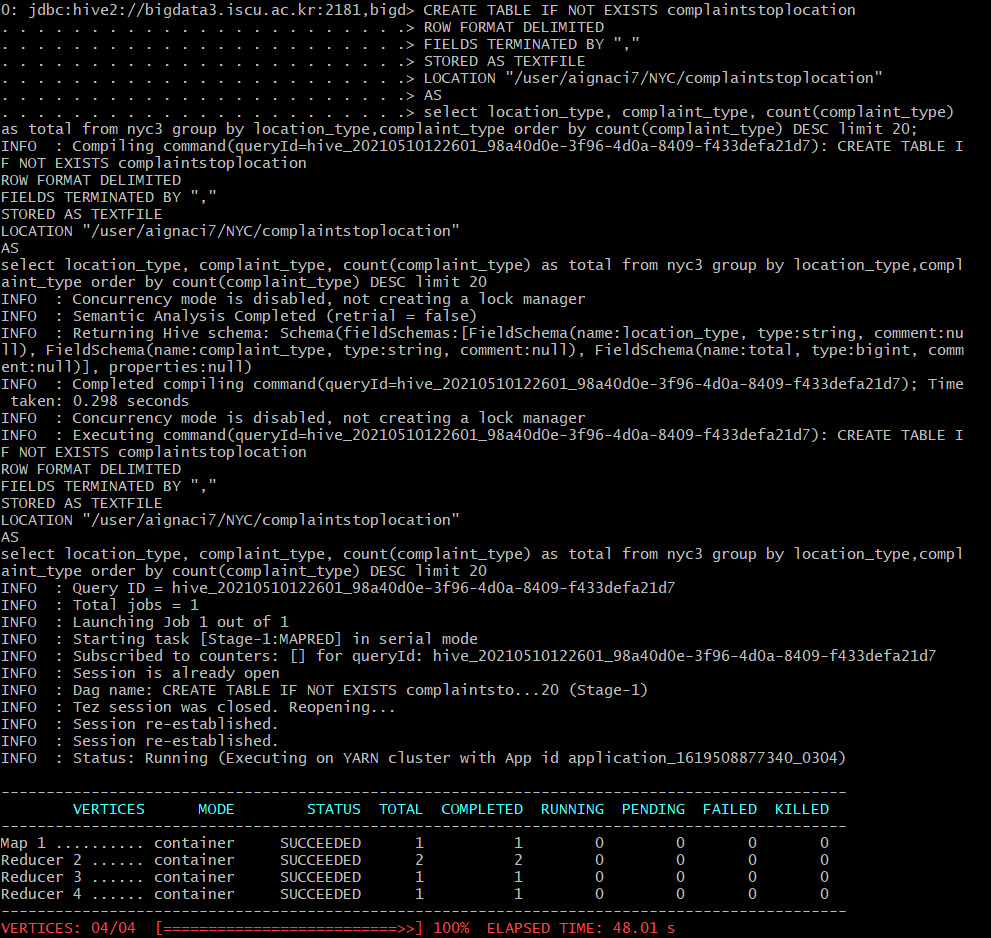 0: jdbc:hive2://bigdata3.iscu.ac.kr:2181,bigd> CREATE TABLE IF NOT EXISTS complaintstoplocation
. . . . . . . . . . . . . . . . . . . . . . .> ROW FORMAT DELIMITED
. . . . . . . . . . . . . . . . . . . . . . .> FIELDS TERMINATED BY ","
. . . . . . . . . . . . . . . . . . . . . . .> STORED AS TEXTFILE
. . . . . . . . . . . . . . . . . . . . . . .> LOCATION "/user/aignaci7/NYC/complaintstoplocation"
. . . . . . . . . . . . . . . . . . . . . . .> AS
. . . . . . . . . . . . . . . . . . . . . . .> select location_type, complaint_type, count(complaint_type)
as total from nyc3 group by location_type,complaint_type order by count(complaint_type) DESC limit 20;
INFO  : Compiling command(queryId=hive_20210510122601_98a40d0e-3f96-4d0a-8409-f433defa21d7): CREATE TABLE I
F NOT EXISTS complaintstoplocation
ROW FORMAT DELIMITED
FIELDS TERMINATED BY ","
STORED AS TEXTFILE
LOCATION "/user/aignaci7/NYC/complaintstoplocation"
AS
select location_type, complaint_type, count(complaint_type) as total from nyc3 group by location_type,compl
aint_type order by count(complaint_type) DESC limit 20
INFO  : Concurrency mode is disabled, not creating a lock manager
INFO  : Semantic Analysis Completed (retrial = false)
INFO  : Returning Hive schema: Schema(fieldSchemas:[FieldSchema(name:location_type, type:string, comment:nu
ll), FieldSchema(name:complaint_type, type:string, comment:null), FieldSchema(name:total, type:bigint, comm
ent:null)], properties:null)
INFO  : Completed compiling command(queryId=hive_20210510122601_98a40d0e-3f96-4d0a-8409-f433defa21d7); Time
 taken: 0.298 seconds
INFO  : Concurrency mode is disabled, not creating a lock manager
INFO  : Executing command(queryId=hive_20210510122601_98a40d0e-3f96-4d0a-8409-f433defa21d7): CREATE TABLE I
F NOT EXISTS complaintstoplocation
ROW FORMAT DELIMITED
FIELDS TERMINATED BY ","
STORED AS TEXTFILE
LOCATION "/user/aignaci7/NYC/complaintstoplocation"
AS
select location_type, complaint_type, count(complaint_type) as total from nyc3 group by location_type,compl
aint_type order by count(complaint_type) DESC limit 20
INFO  : Query ID = hive_20210510122601_98a40d0e-3f96-4d0a-8409-f433defa21d7
INFO  : Total jobs = 1
INFO  : Launching Job 1 out of 1
INFO  : Starting task [Stage-1:MAPRED] in serial mode
INFO  : Subscribed to counters: [] for queryId: hive_20210510122601_98a40d0e-3f96-4d0a-8409-f433defa21d7
INFO  : Session is already open
INFO  : Dag name: CREATE TABLE IF NOT EXISTS complaintsto...20 (Stage-1)
INFO  : Tez session was closed. Reopening...
INFO  : Session re-established.
INFO  : Session re-established.
INFO  : Status: Running (Executing on YARN cluster with App id application_1619508877340_0304)
----------------------------------------------------------------------------------------------
        VERTICES      MODE        STATUS  TOTAL  COMPLETED  RUNNING  PENDING  FAILED  KILLED
----------------------------------------------------------------------------------------------
Map 1 .......... container     SUCCEEDED      1          1        0        0       0       0
Reducer 2 ...... container     SUCCEEDED      2          2        0        0       0       0
Reducer 3 ...... container     SUCCEEDED      1          1        0        0       0       0
Reducer 4 ...... container     SUCCEEDED      1          1        0        0       0       0
----------------------------------------------------------------------------------------------
VERTICES: 04/04  [==========================>>] 100%  ELAPSED TIME: 48.01 s